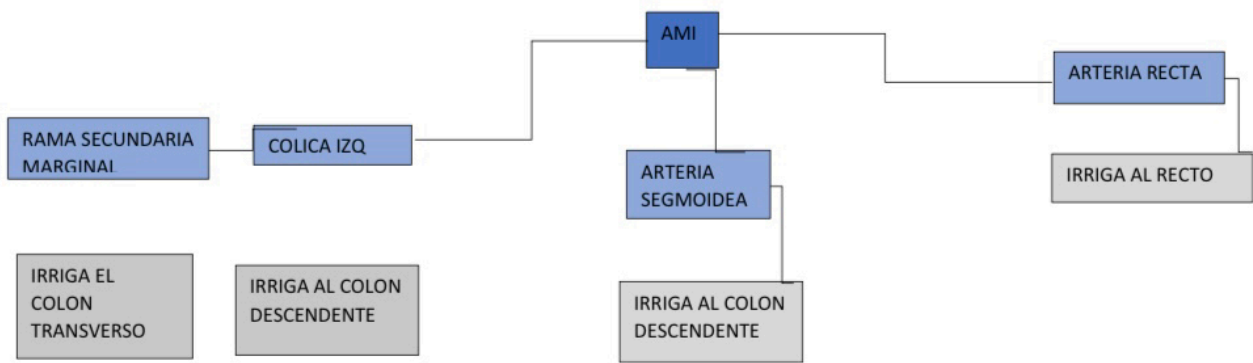 AMI
ARTERIA RECTA
RAMA SECUNDARIA
MARGINAL
COLICA IZQ
ARTERIA
SEGMOIDEA
IRRIGA AL RECTO
IRRIGA EL
COLON
TRANSVERSO
IRRIGA AL COLON
DESCENDENTE
IRRIGA AL COLON
DESCENDENTE